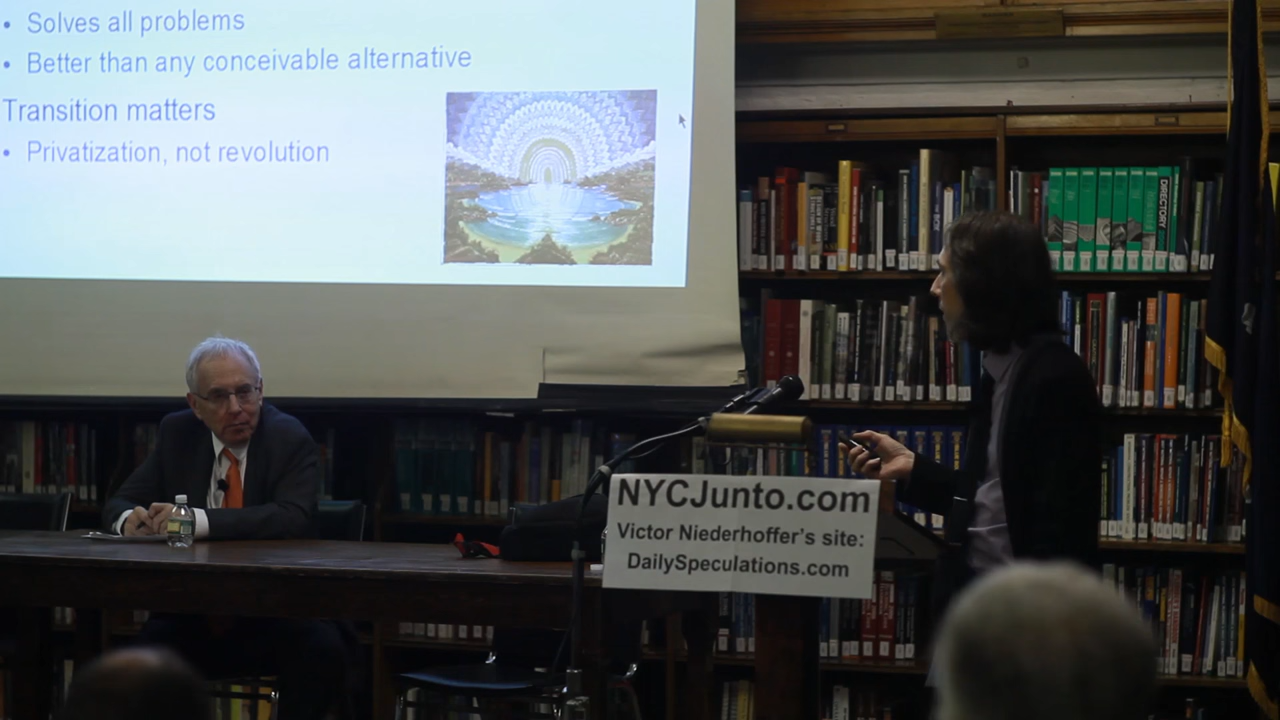 • Solves all problems
• Better than any conceivable alternative
Transition matters
• Privatization, not revolution
DIRECTORY
NYCJunto.com
Victor Niederhoffer's site:
DailySpeculations.com